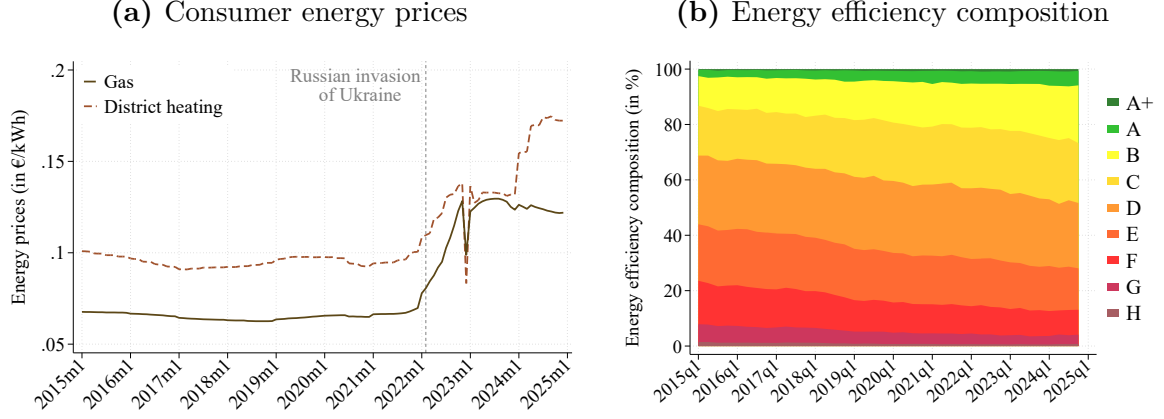 (a) Consumer energy prices
Energy prices (in €/kWh)
.2
.15
.1
.05
Gas
District heating
Russian invasion
of Ukraine
2015m1
2016m1
2017m1
2018m1
2019m1
2020m1
2021m1
2022m1
2023m1
2024m1
2025m1
(b) Energy efficiency composition
Energy efficiency composition (in %)
100
80
60
40
20
0
2015q1
2016q1
2017q1
2018q1
2019q1
2020q1
2021q1
2022q1
2023q1
2024q1
2025q1
A+
A
B
C
D
E
F
G
H